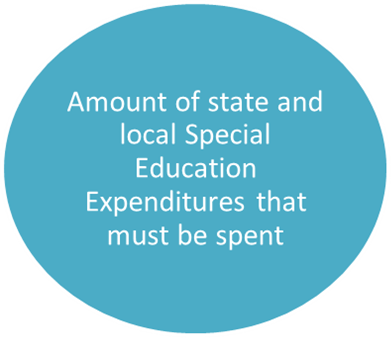 Amount of state and
local Special
Education
Expenditures that
must be spent